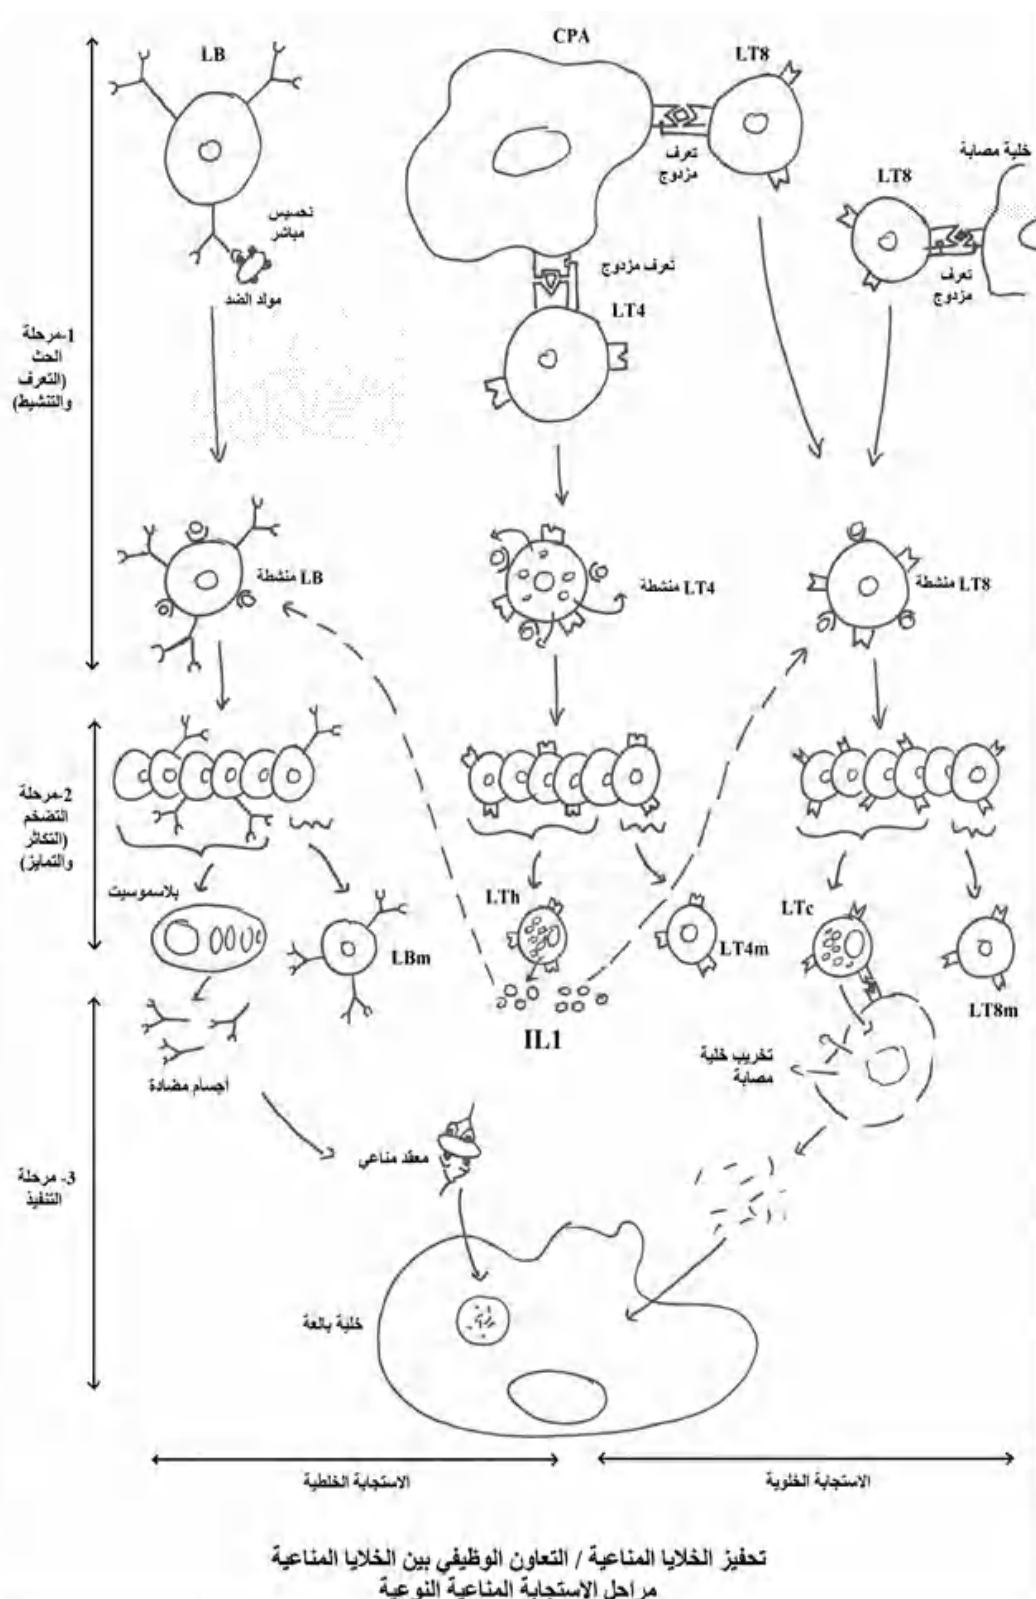 LB
CPA
LT8
تعرف
مزدوج
خلية مصابة
LT8
تعرف
مزدوج
تحسيس
مباشر
مولد الضد
تعرف مزدوج
LT4
1-مرحلة
الحث
(التعرف
والتنشيط)
LB منشطة
LT4 منشطة
LT8 منشطة
2-مرحلة
التضخم
(التكاثر
والتمايز)
بلاسموسيت
LBm
LTh
LT4m
LTc
LT8m
IL1
أجسام مضادة
تخريب خلية
مصابة
معقد مناعي
3- مرحلة
التنفيذ
خلية بالعة
الاستجابة الخلطية
الاستجابة الخلوية
تحفيز الخلايا المناعية / التعاون الوظيفي بين الخلايا المناعية
مراحل الاستجابة المناعية النوعية